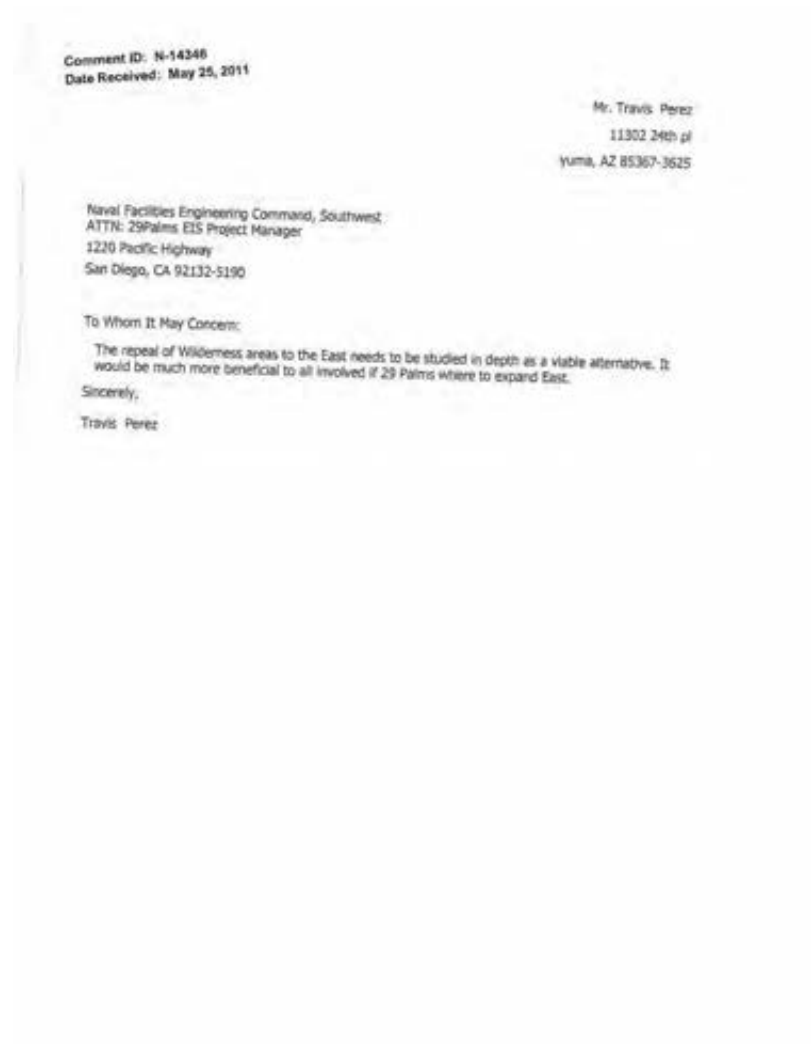 Comment ID: N-14346
Date Received: May 25, 2011
Mr. Travis Perez
11302 24th pl
yuma, AZ 85367-3625
Naval Facilities Engineering Command, Southwest
ATTN: 29Palms EIS Project Manager
1220 Pacific Highway
San Diego, CA 92132-5190
To Whom It May Concern:
The repeal of Wilderness areas to the East needs to be studied in depth as a viable alternative. It
would be much more beneficial to all involved if 29 Palms where to expand East.
Sincerely,
Travis Perez